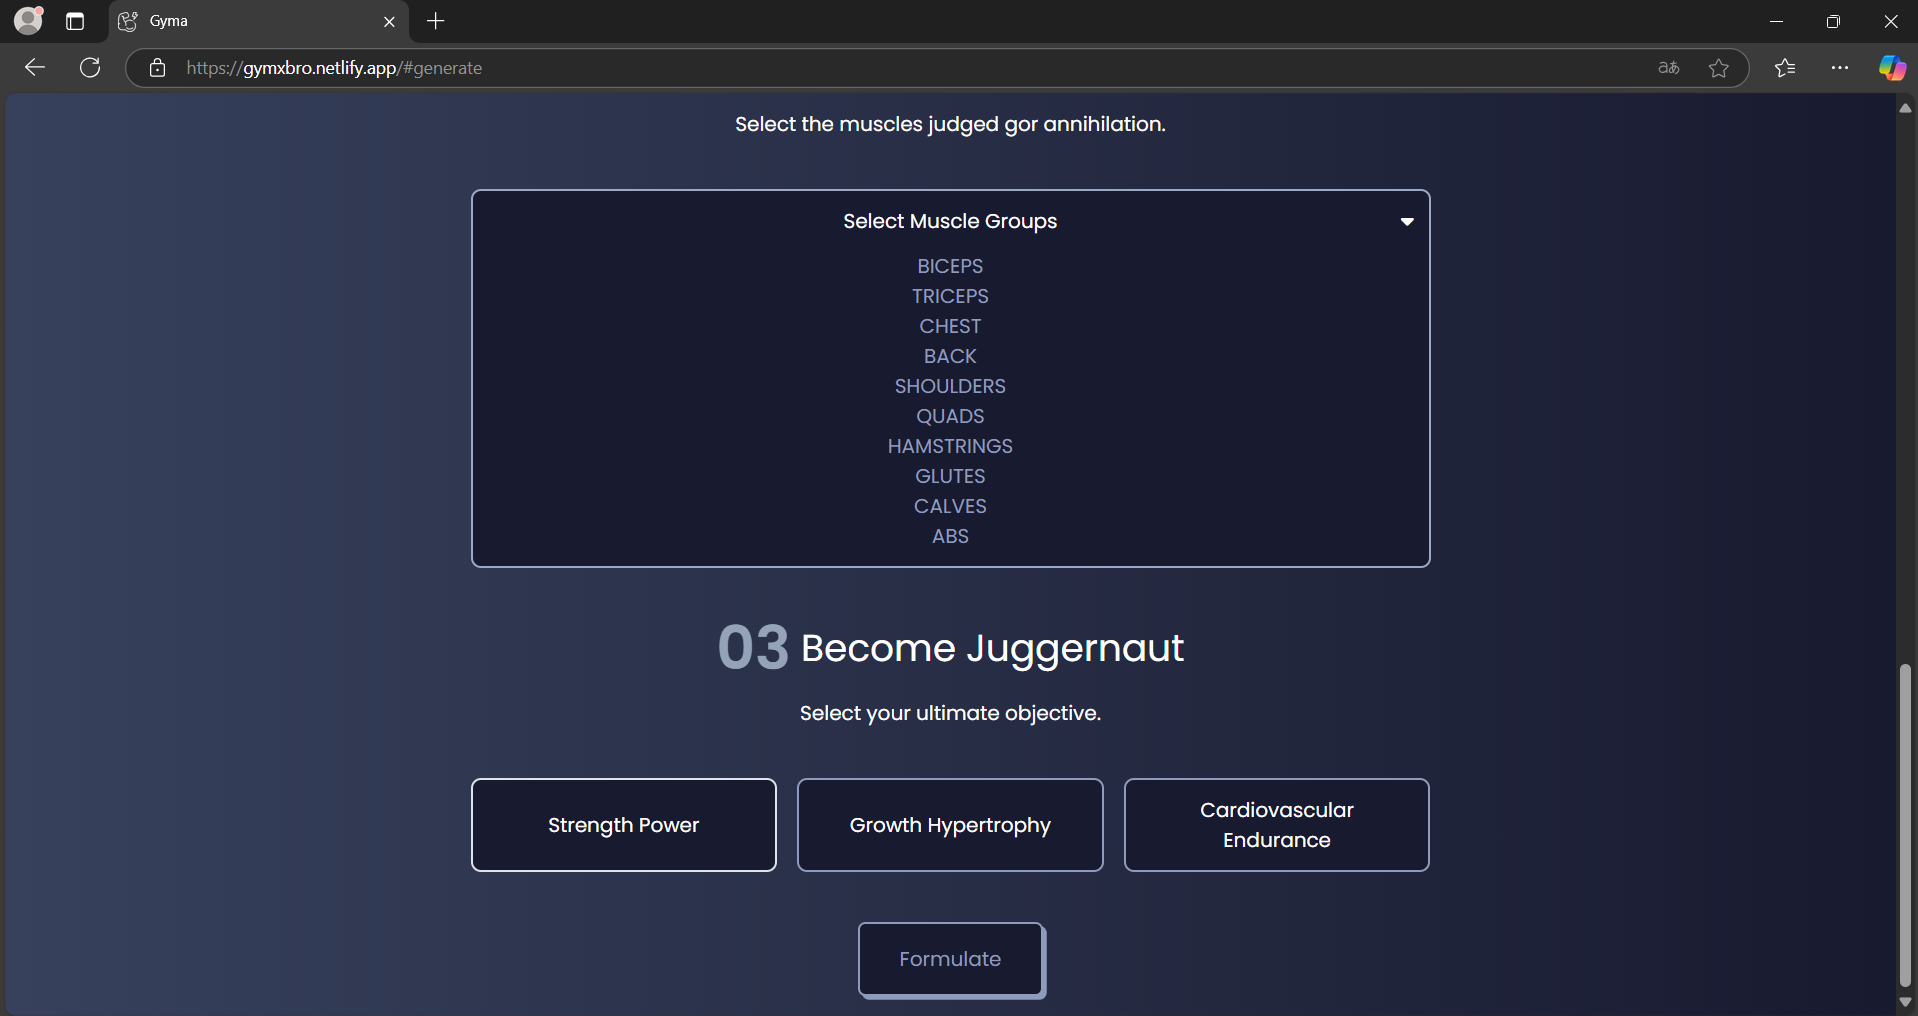 Gyma
https://gymxbro.netlify.app/#generate
aあ
Select the muscles judged gor annihilation.
Select Muscle Groups
BICEPS
TRICEPS
CHEST
BACK
SHOULDERS
QUADS
HAMSTRINGS
GLUTES
CALVES
ABS
03 Become Juggernaut
Select your ultimate objective.
Strength Power
Growth Hypertrophy
Cardiovascular
Endurance
Formulate